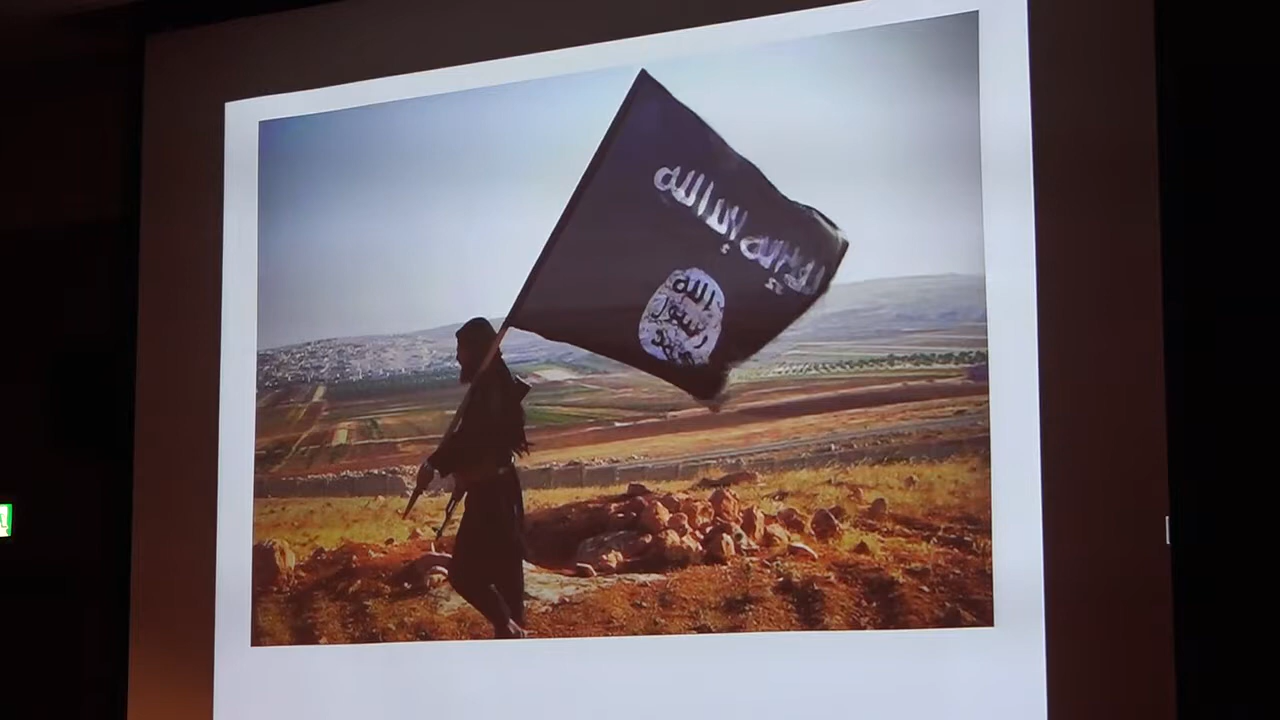 لا إله إلا الله
الله
رسول
محمد